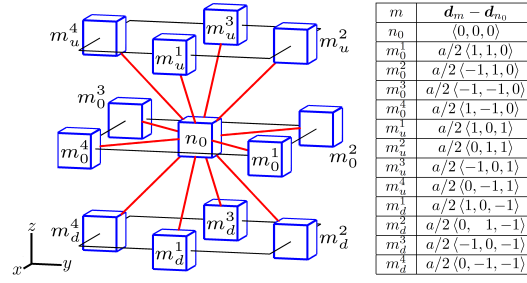 m_u^4
m_u^3
m_u^1
m_u^2
m_0^3
n_0
m_0^4
m_0^1
m_0^2
m_d^4
m_d^3
m_d^1
m_d^2
z
x
y
m d_m − d_{n_0}
n_0 ⟨0, 0, 0⟩
m_0^1 a/2 ⟨1, 1, 0⟩
m_0^2 a/2 ⟨−1, 1, 0⟩
m_0^3 a/2 ⟨−1, −1, 0⟩
m_0^4 a/2 ⟨1, −1, 0⟩
m_u^1 a/2 ⟨1, 0, 1⟩
m_u^2 a/2 ⟨0, 1, 1⟩
m_u^3 a/2 ⟨−1, 0, 1⟩
m_u^4 a/2 ⟨0, −1, 1⟩
m_d^1 a/2 ⟨1, 0, −1⟩
m_d^2 a/2 ⟨0, 1, −1⟩
m_d^3 a/2 ⟨−1, 0, −1⟩
m_d^4 a/2 ⟨0, −1, −1⟩